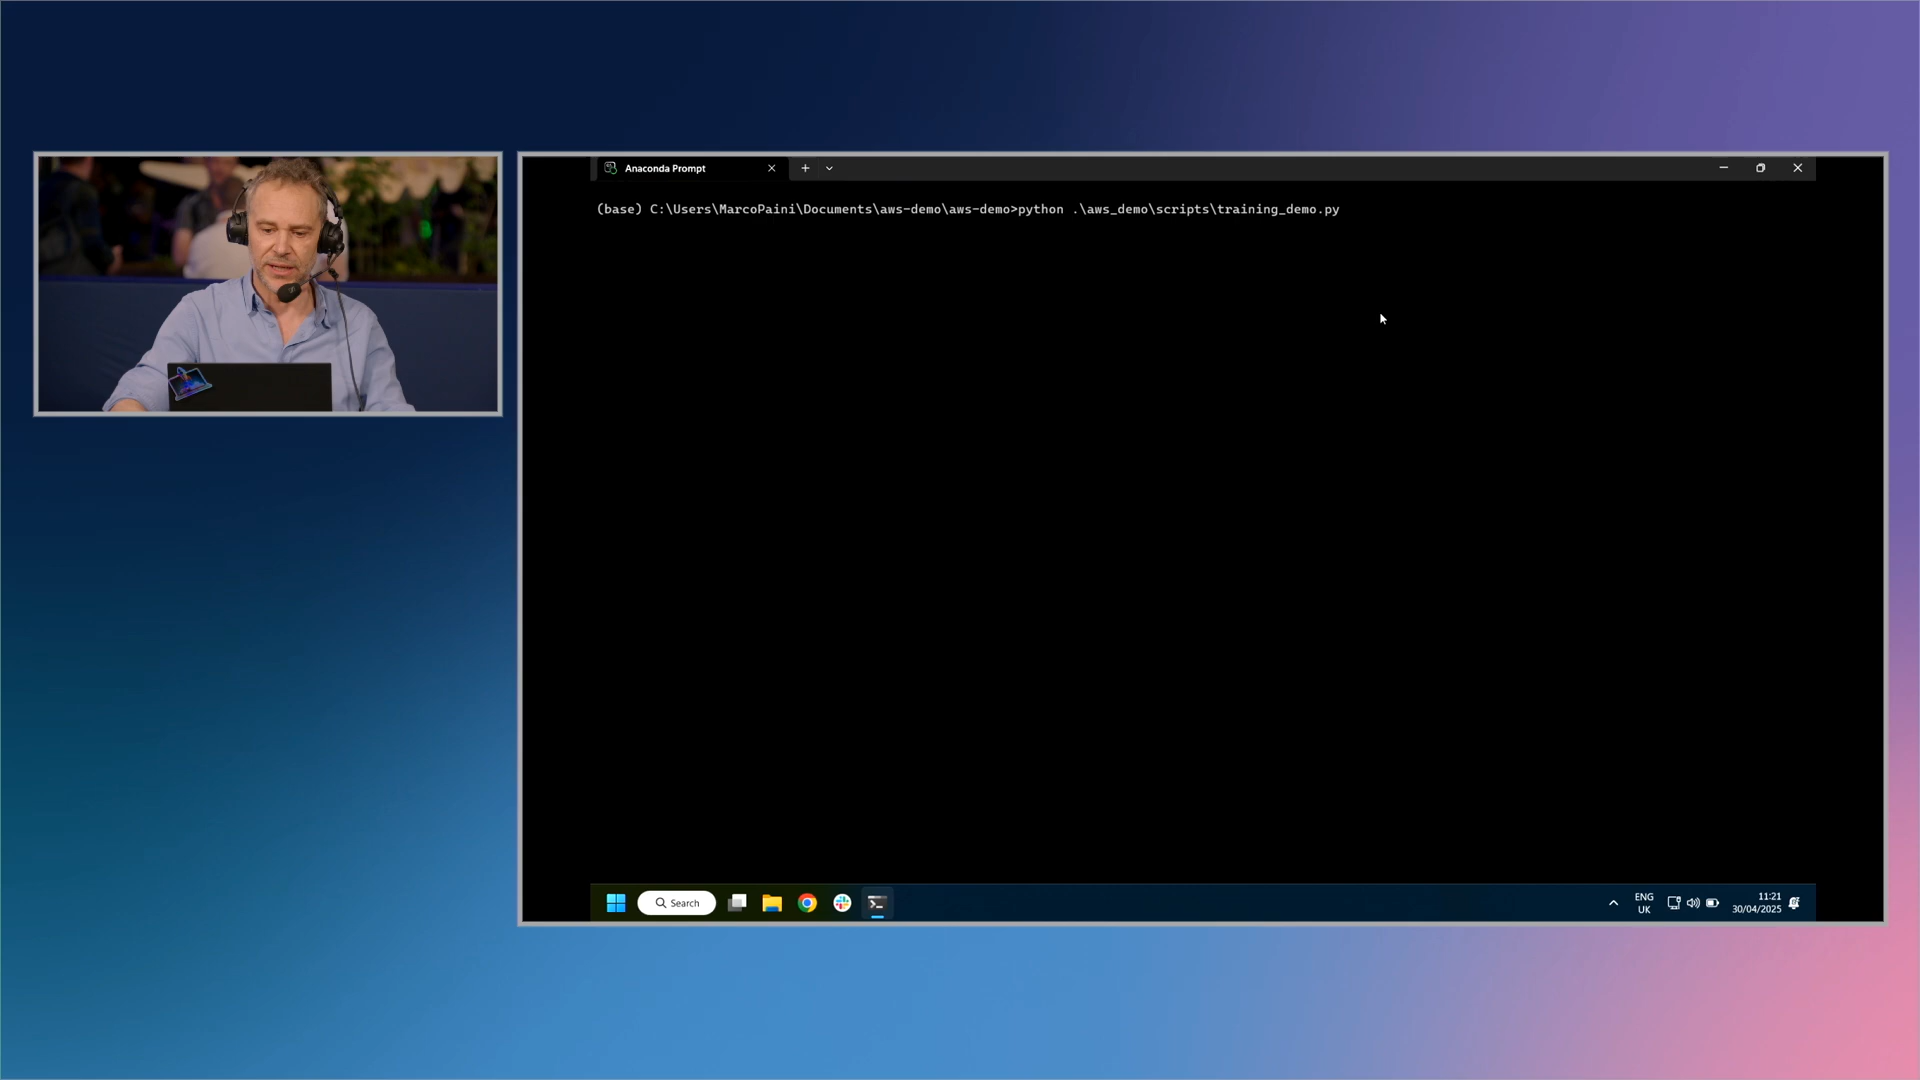 Anaconda Prompt
(base) C:\Users\MarcoPaini\Documents\aws-demo\aws-demo>python .\aws_demo\scripts\training_demo.py
Search
ENG
UK
11:21
30/04/2025